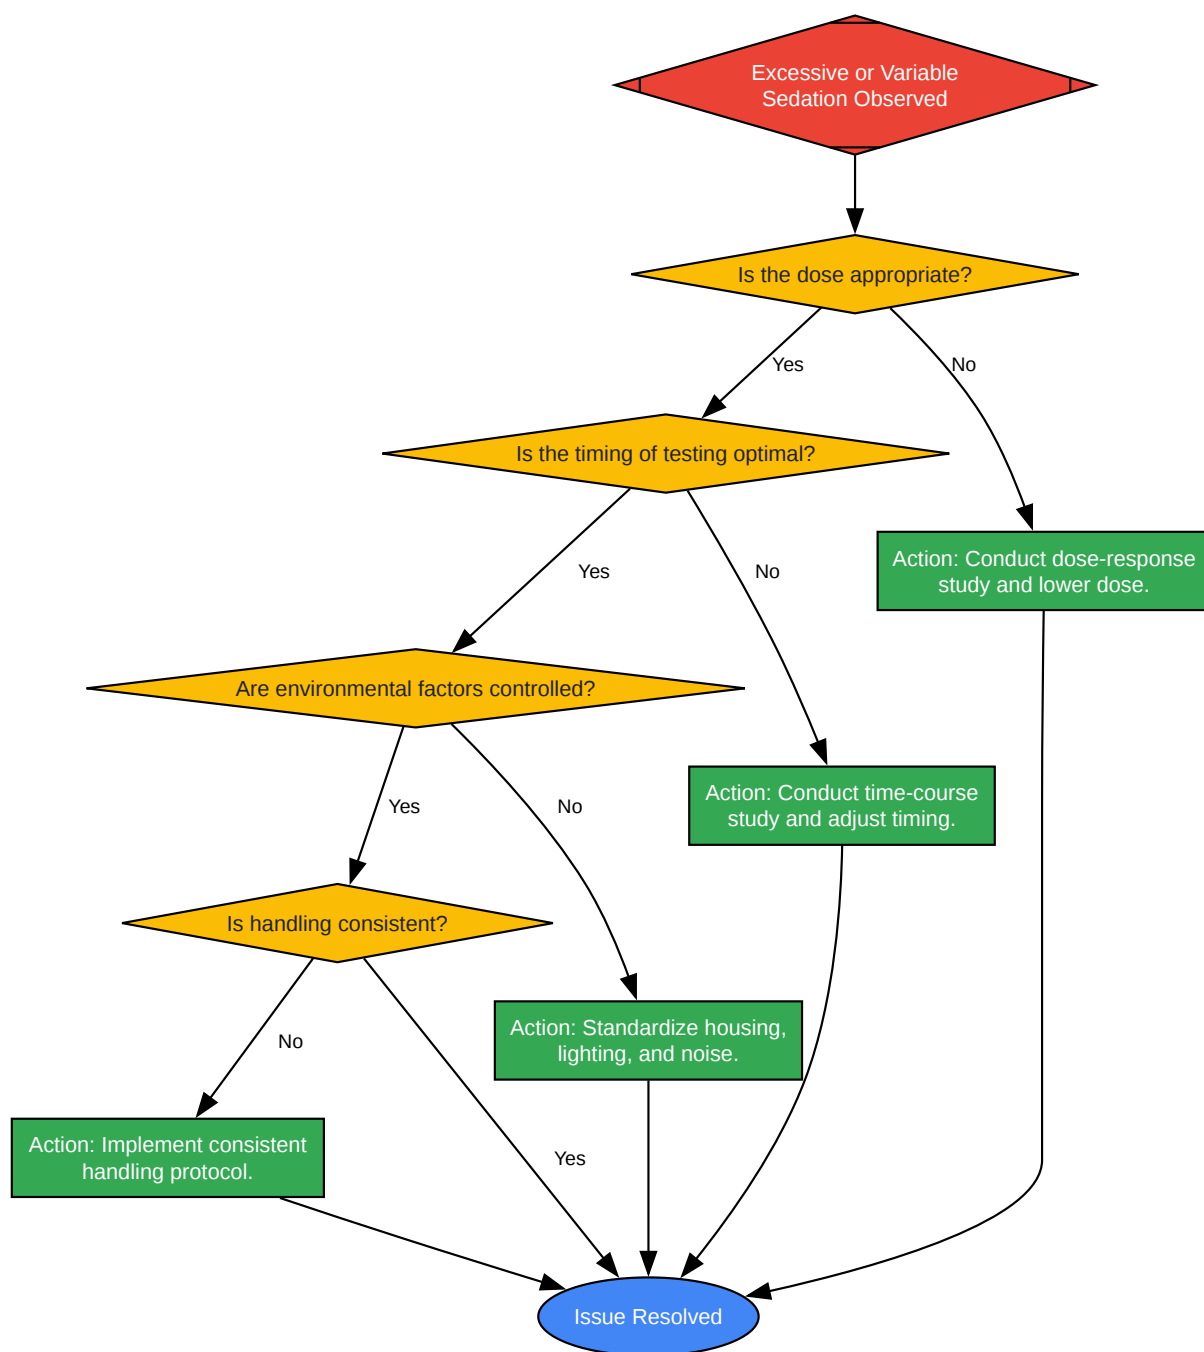 Excessive or Variable
Sedation Observed
Is the dose appropriate?
Yes
No
Is the timing of testing optimal?
Action: Conduct dose-response
study and lower dose.
Yes
No
Are environmental factors controlled?
Action: Conduct time-course
study and adjust timing.
Yes
No
Is handling consistent?
Action: Standardize housing,
lighting, and noise.
No
Action: Implement consistent
handling protocol.
Yes
Issue Resolved